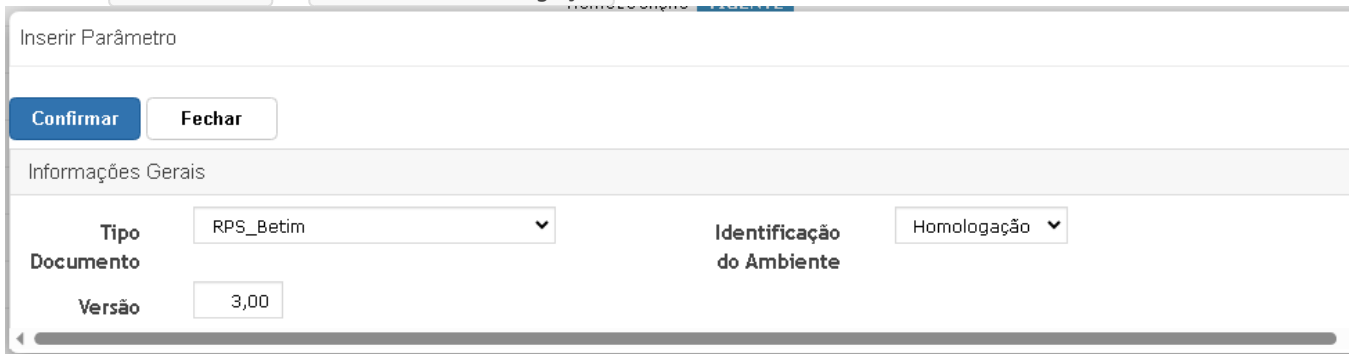 Inserir Parâmetro
Confirmar Fechar
Informações Gerais
Tipo Documento RPS_Betim Identificação do Ambiente Homologação
Versão 3,00